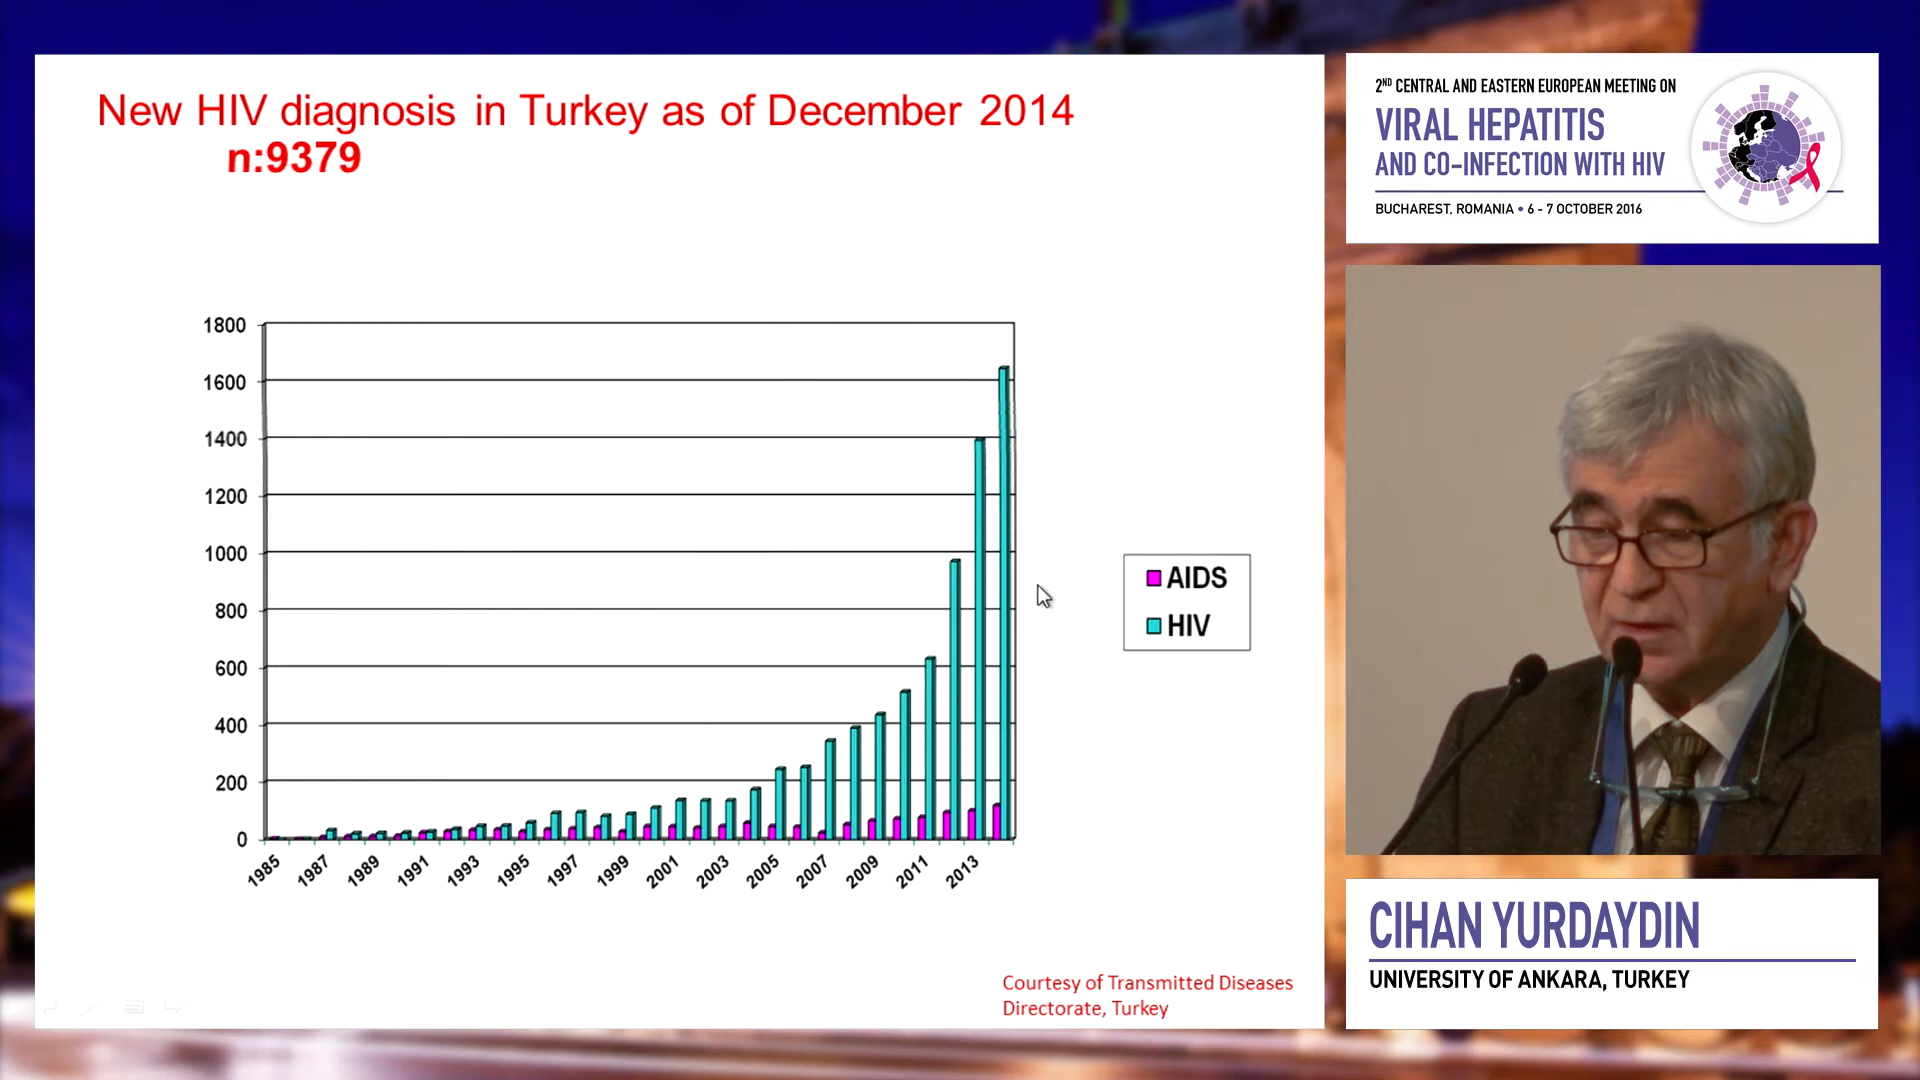 New HIV diagnosis in Turkey as of December 2014
n:9379
1800
1600
1400
1200
1000
800
600
400
200
0
1985
1987
1989
1991
1993
1995
1997
1999
2001
2003
2005
2007
2009
2011
2013
AIDS
HIV
Courtesy of Transmitted Diseases
Directorate, Turkey
2ND CENTRAL AND EASTERN EUROPEAN MEETING ON
VIRAL HEPATITIS
AND CO-INFECTION WITH HIV
BUCHAREST, ROMANIA • 6 - 7 OCTOBER 2016
CIHAN YURDAYDIN
UNIVERSITY OF ANKARA, TURKEY